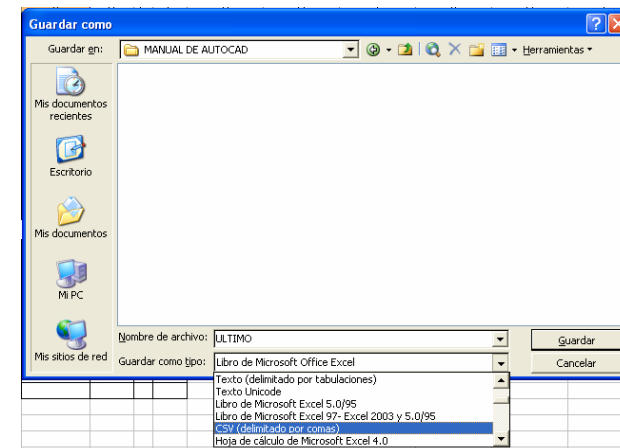 Guardar como
Guardar en: MANUAL DE AUTOCAD Herramientas
Mis documentos recientes
Escritorio
Mis documentos
Mi PC
Mis sitios de red
Nombre de archivo: ULTIMO Guardar
Guardar como tipo: Libro de Microsoft Office Excel Cancelar
Texto (delimitado por tabulaciones)
Texto Unicode
Libro de Microsoft Excel 5.0/95
Libro de Microsoft Excel 97- Excel 2003 y 5.0/95
CSV (delimitado por comas)
Hoja de cálculo de Microsoft Excel 4.0